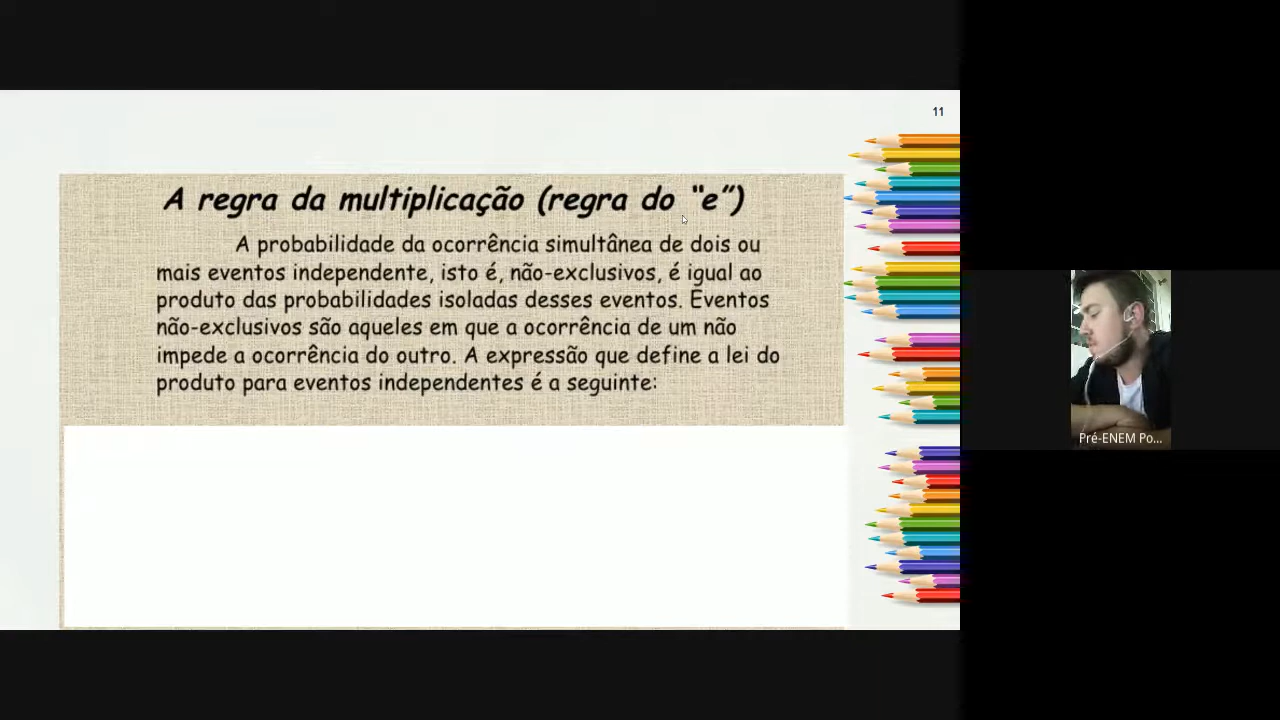 11
A regra da multiplicação (regra do “e”)
A probabilidade da ocorrência simultânea de dois ou
mais eventos independente, isto é, não-exclusivos, é igual ao
produto das probabilidades isoladas desses eventos. Eventos
não-exclusivos são aqueles em que a ocorrência de um não
impede a ocorrência do outro. A expressão que define a lei do
produto para eventos independentes é a seguinte:
Pré-ENEM Po...